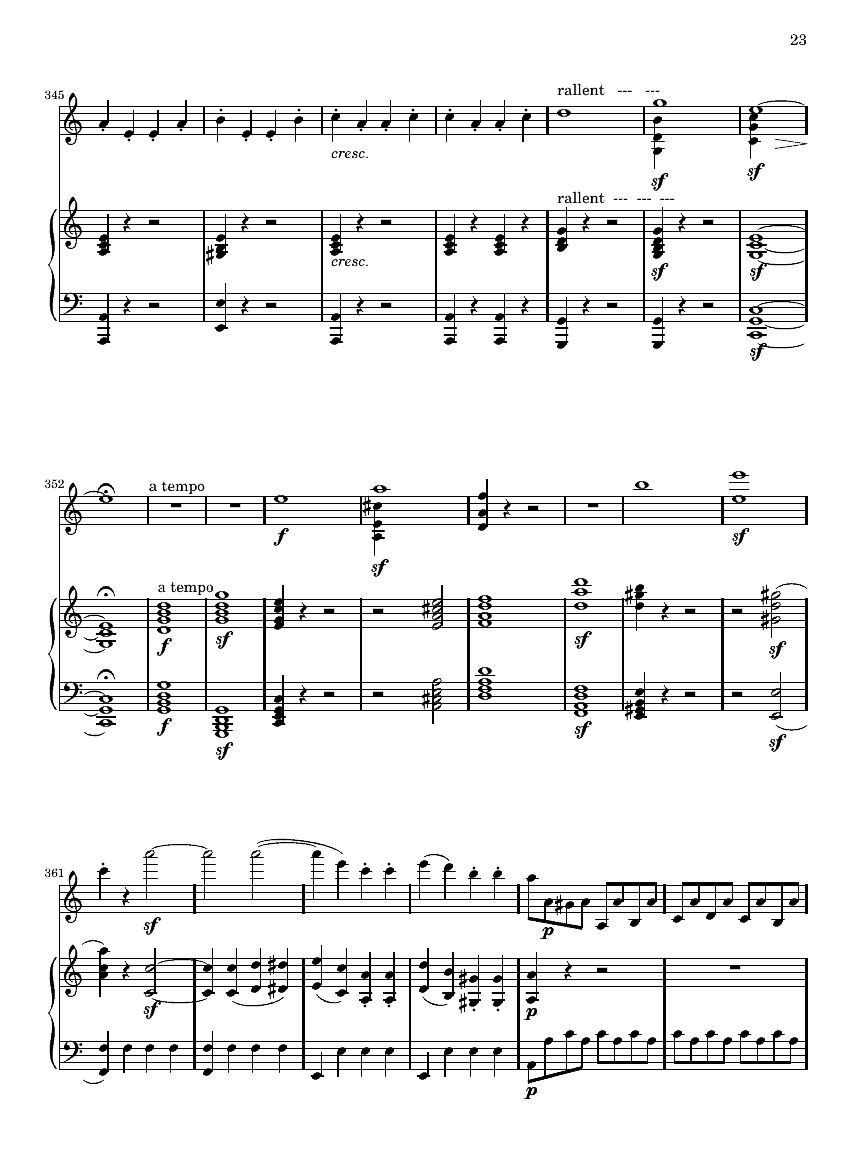 23
rallent --- ---
345
cresc.
sf sf
rallent --- --- ---
cresc. sf sf
sf
352
a tempo
f sf sf
a tempo
f sf sf sf
f sf sf sf
361
sf p
sf p
p